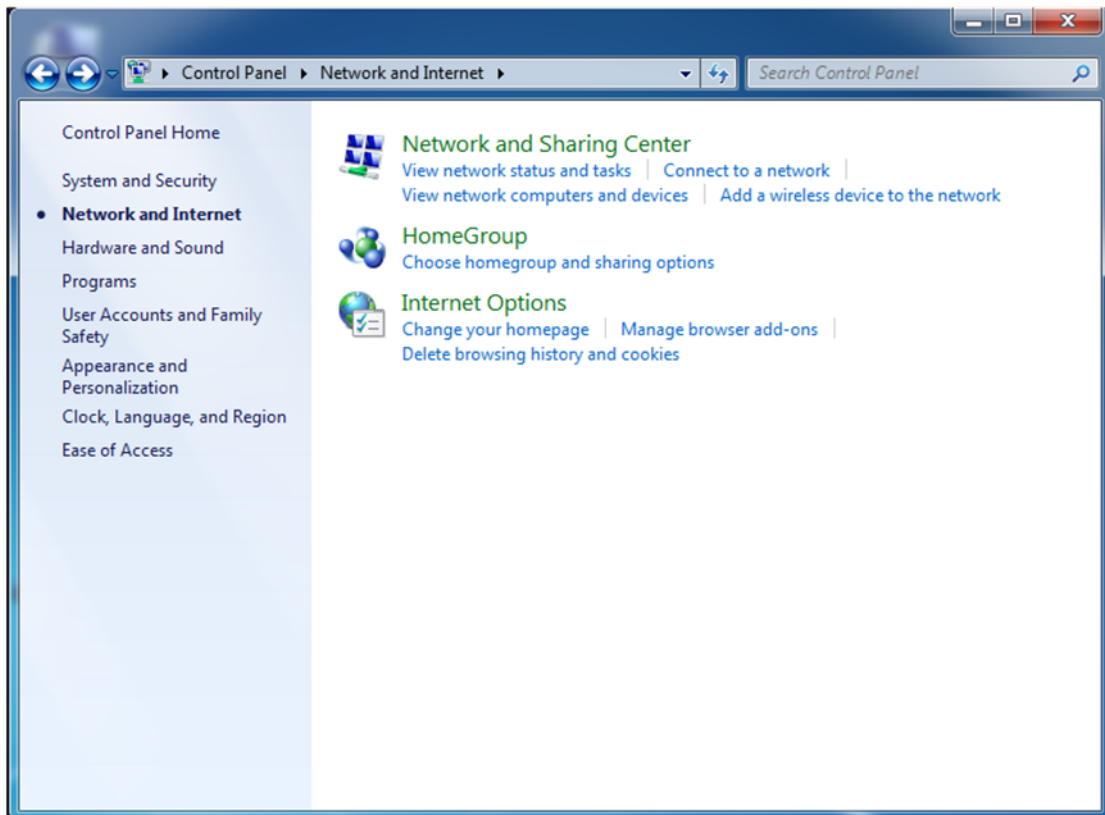 Control Panel Network and Internet Search Control Panel
Control Panel Home
System and Security
Network and Internet
Hardware and Sound
Programs
User Accounts and Family
Safety
Appearance and
Personalization
Clock, Language, and Region
Ease of Access
Network and Sharing Center
View network status and tasks Connect to a network
View network computers and devices Add a wireless device to the network
HomeGroup
Choose homegroup and sharing options
Internet Options
Change your homepage Manage browser add-ons
Delete browsing history and cookies